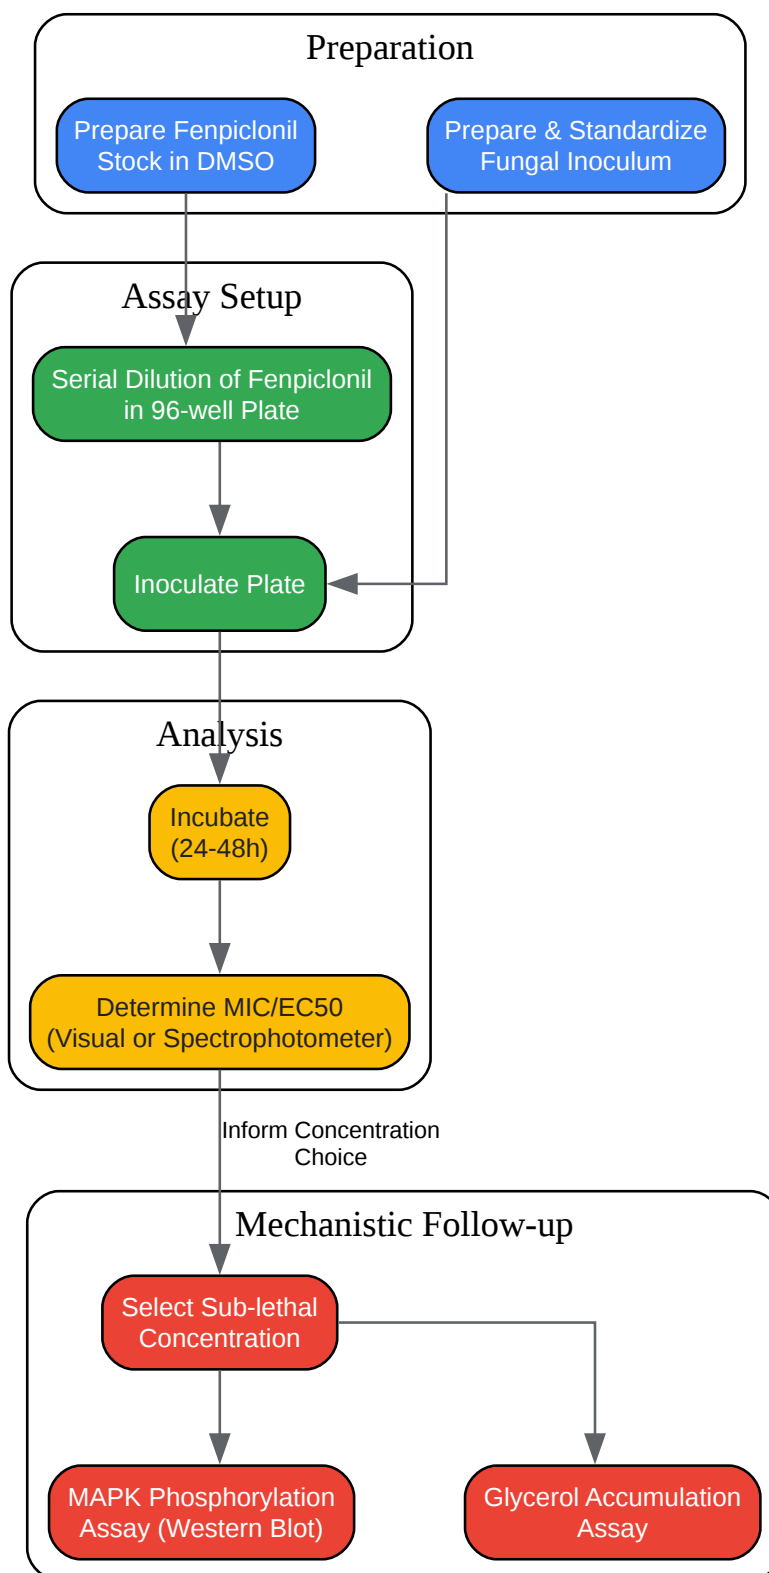 Preparation
Prepare Fenpiclonil
Stock in DMSO
Prepare & Standardize
Fungal Inoculum
Assay Setup
Serial Dilution of Fenpiclonil
in 96-well Plate
Inoculate Plate
Analysis
Incubate
(24-48h)
Determine MIC/EC50
(Visual or Spectrophotometer)
Inform Concentration
Choice
Mechanistic Follow-up
Select Sub-lethal
Concentration
MAPK Phosphorylation
Assay (Western Blot)
Glycerol Accumulation
Assay